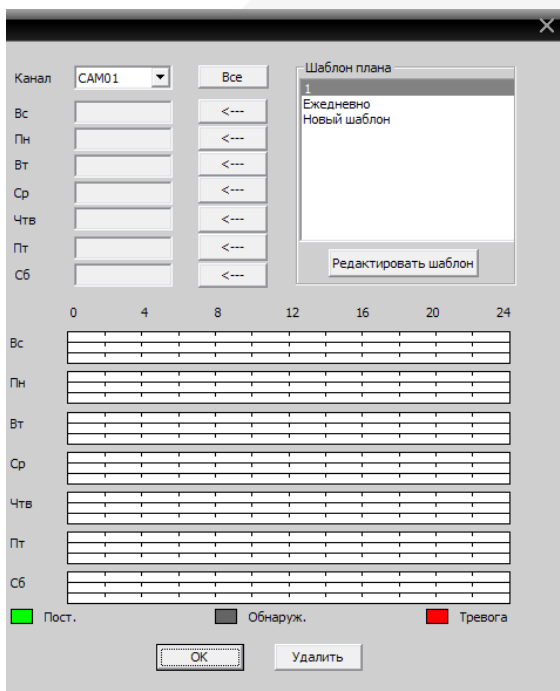 Шаблон плана
Канал CAM01 Все
1
Вс <---
Ежедневно
Новый шаблон
Пн <---
Вт <---
Ср <---
Чтв <---
Пт <---
Редактировать шаблон
Сб <---
0 4 8 12 16 20 24
Вс
Пн
Вт
Ср
Чтв
Пт
Сб
Пост. Обнаруж. Тревога
OK Удалить